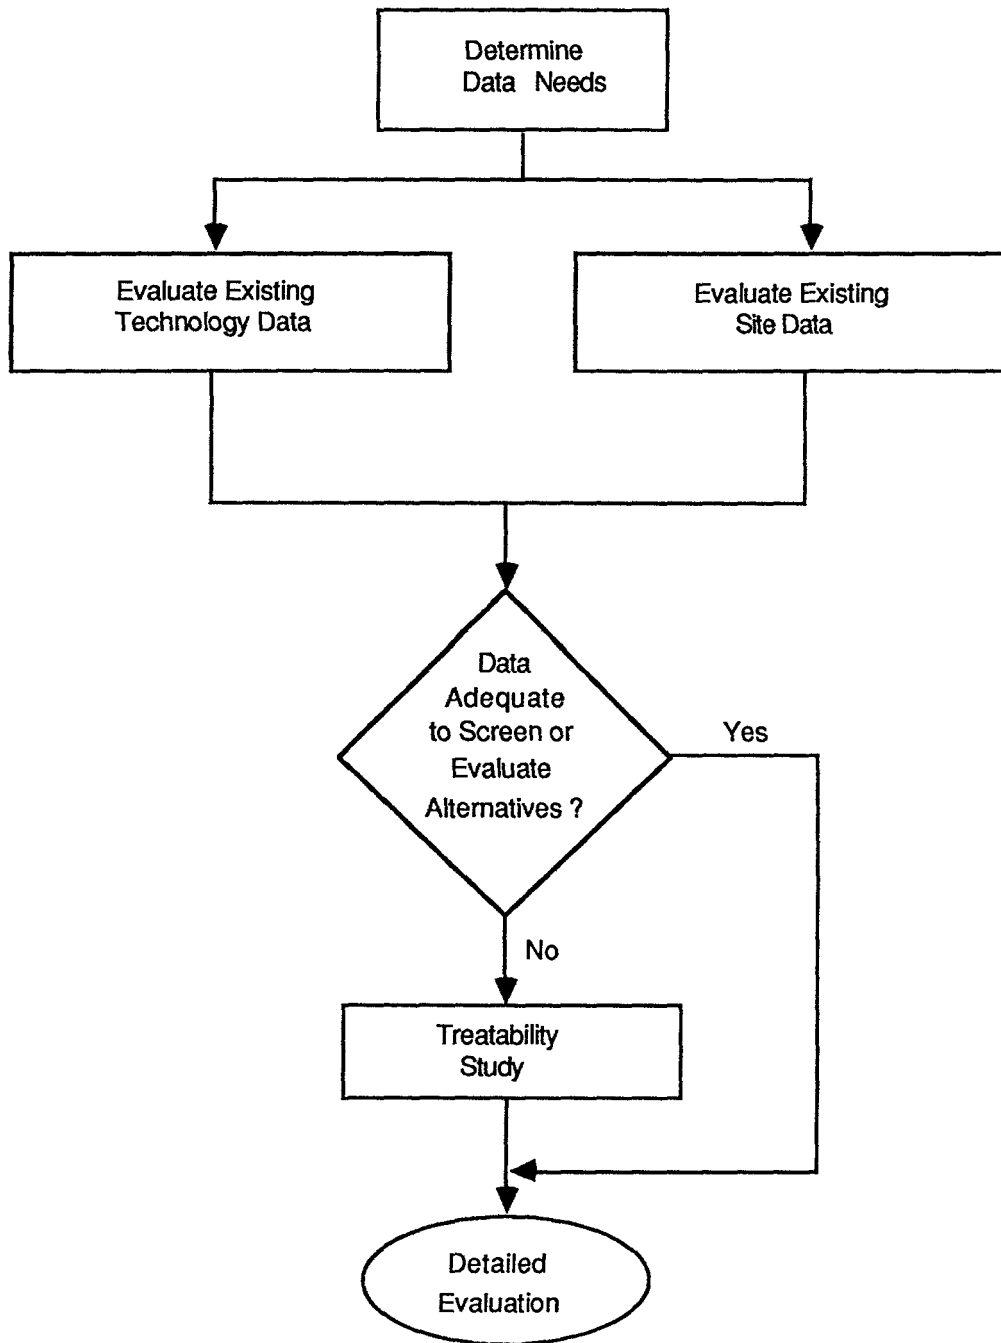 Determine
Data Needs
Evaluate Existing
Technology Data
Evaluate Existing
Site Data
Data
Adequate
to Screen or
Evaluate
Alternatives ?
Yes
No
Treatability
Study
Detailed
Evaluation